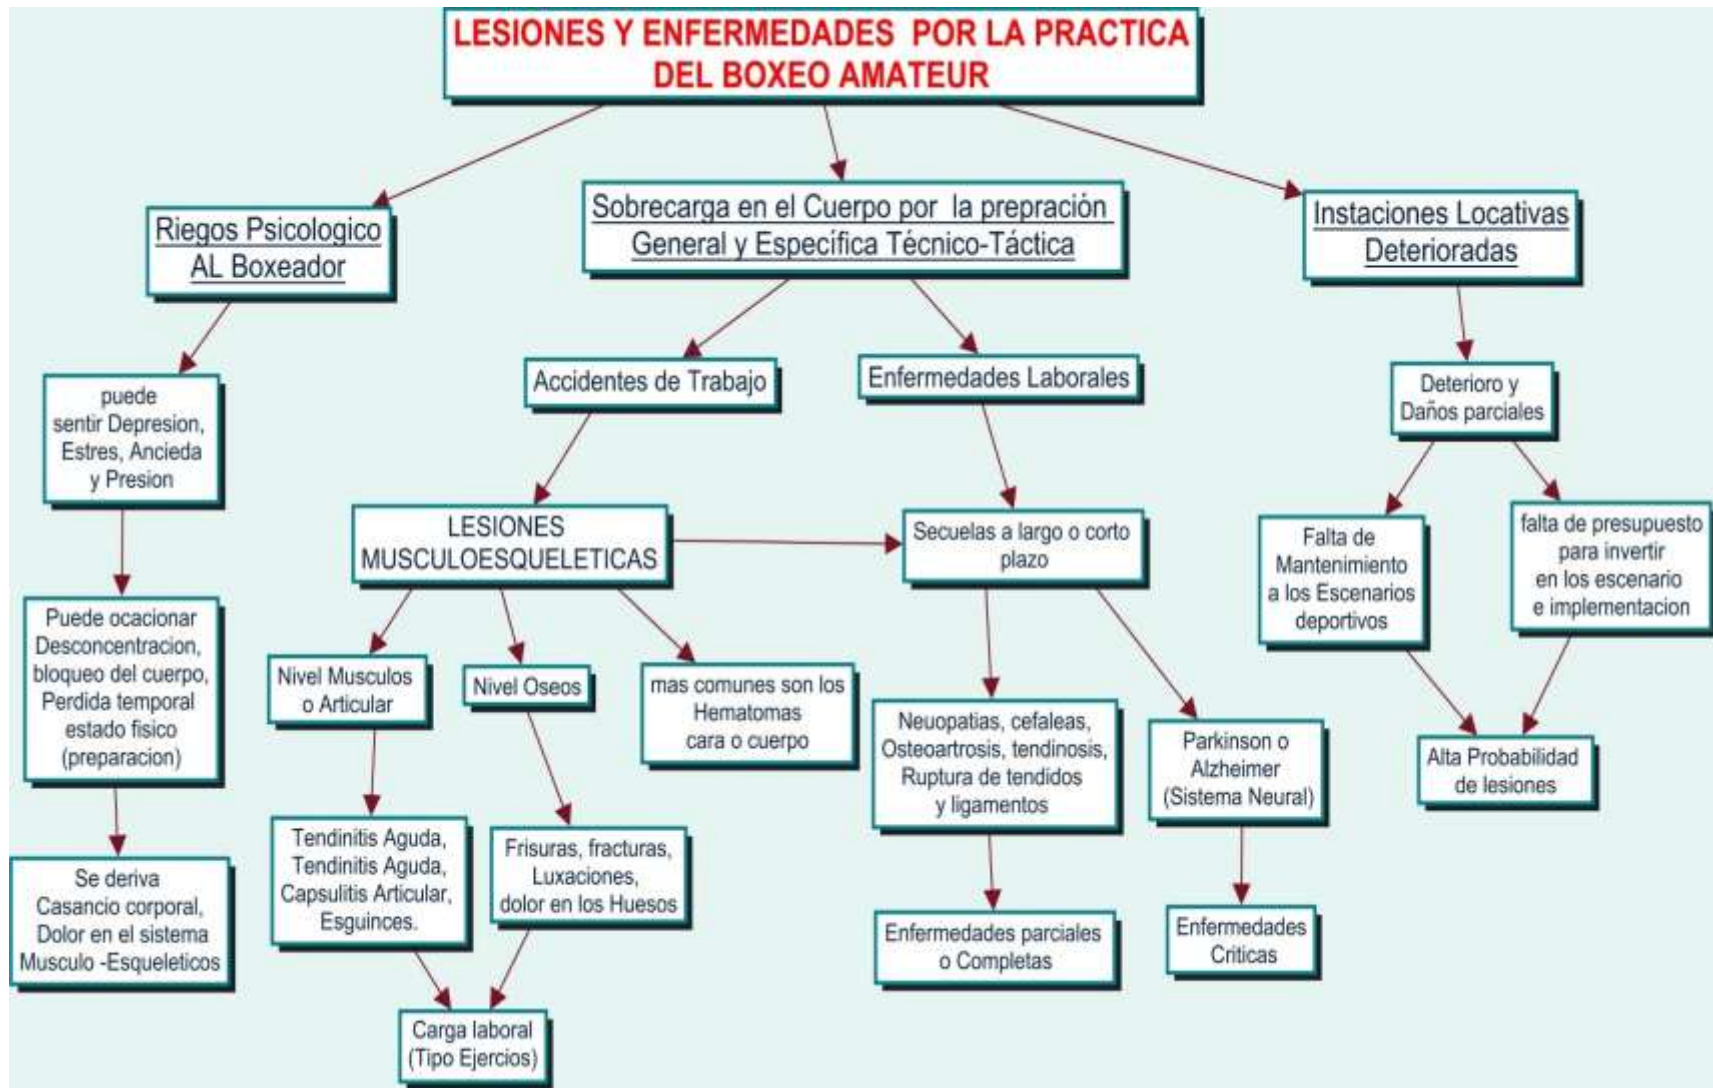 LESIONES Y ENFERMEDADES POR LA PRACTICA
DEL BOXEO AMATEUR
Riegos Psicologico
AL Boxeador
Sobrecarga en el Cuerpo por la prepración
General y Específica Técnico-Táctica
Instaciones Locativas
Deterioradas
puede
sentir Depresion,
Estres, Ancieda
y Presion
Accidentes de Trabajo
Enfermedades Laborales
Deterioro y
Daños parciales
LESIONES
MUSCULOESQUELETICAS
Secuelas a largo o corto
plazo
Falta de
Mantenimiento
a los Escenarios
deportivos
falta de presupuesto
para invertir
en los escenario
e implementacion
Puede ocacionar
Desconcentracion,
bloqueo del cuerpo,
Perdida temporal
estado fisico
(preparacion)
Nivel Musculos
o Articular
Nivel Oseos
mas comunes son los
Hematomas
cara o cuerpo
Neuopatias, cefaleas,
Osteoartrosis, tendinosis,
Ruptura de tendidos
y ligamentos
Parkinson o
Alzheimer
(Sistema Neural)
Alta Probabilidad
de lesiones
Se deriva
Casancio corporal,
Dolor en el sistema
Musculo -Esqueleticos
Tendinitis Aguda,
Tendinitis Aguda,
Capsulitis Articular,
Esguinces.
Frisuras, fracturas,
Luxaciones,
dolor en los Huesos
Enfermedades parciales
o Completas
Enfermedades
Criticas
Carga laboral
(Tipo Ejercios)